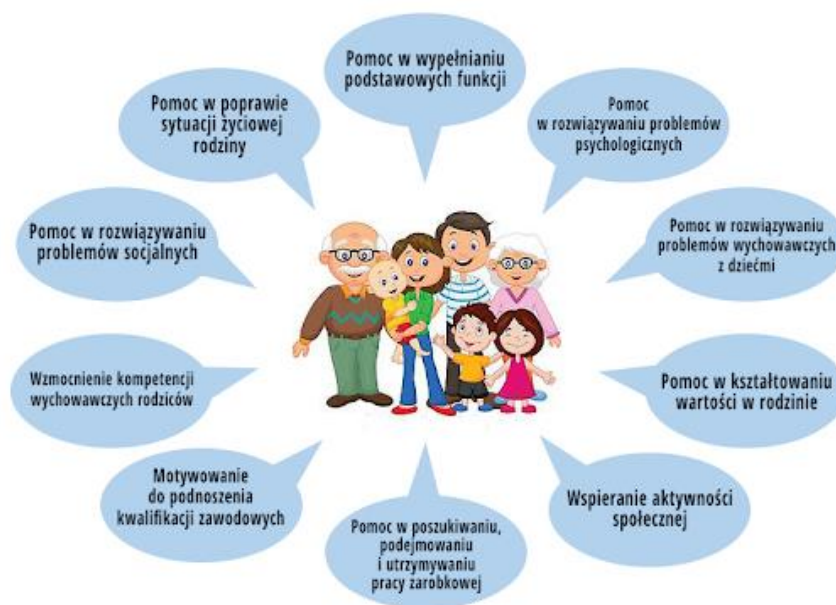 Pomoc w wypełnianiu
podstawowych funkcji
Pomoc w poprawie
sytuacji życiowej
rodziny
Pomoc
w rozwiązywaniu problemów
psychologicznych
Pomoc w rozwiązywaniu
problemów socjalnych
Pomoc w rozwiązywaniu
problemów wychowawczych
z dziećmi
Wzmocnienie kompetencji
wychowawczych rodziców
Pomoc w kształtowaniu
wartości w rodzinie
Motywowanie
do podnoszenia
kwalifikacji zawodowych
Wspieranie aktywności
społecznej
Pomoc w poszukiwaniu,
podejmowaniu
i utrzymywaniu
pracy zarobkowej